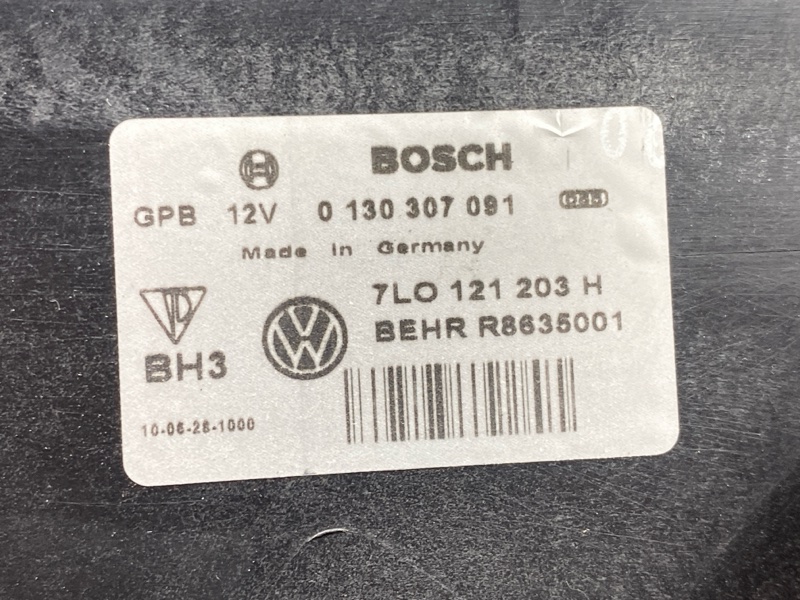 BOSCH
GPB 12V 0 130 307 091
Made in Germany
7LO 121 203 H
BEHR R8635001
BH3
10-06-28-1000